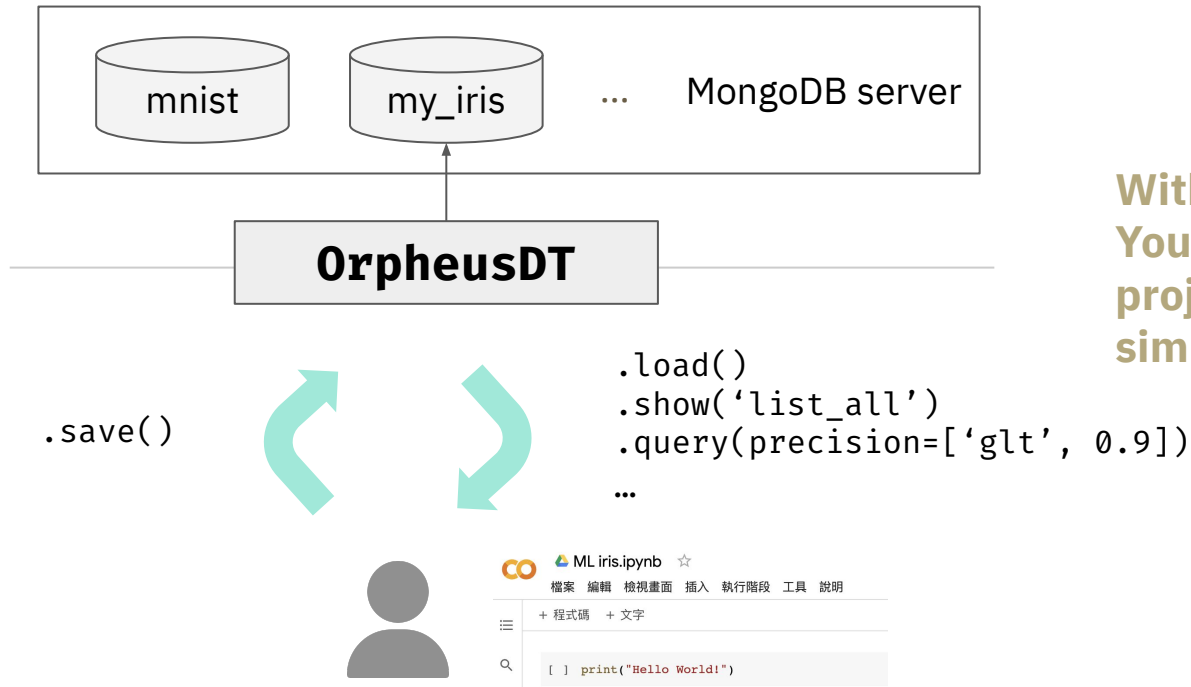 mnist
my_iris
...
MongoDB server
OrpheusDT
.save()
.load()
.show(‘list_all’)
.query(precision=[‘glt’, 0.9])
…
ML iris.ipynb
檔案 編輯 檢視畫面 插入 執行階段 工具 說明
+ 程式碼 + 文字
[ ] print("Hello World!")
You